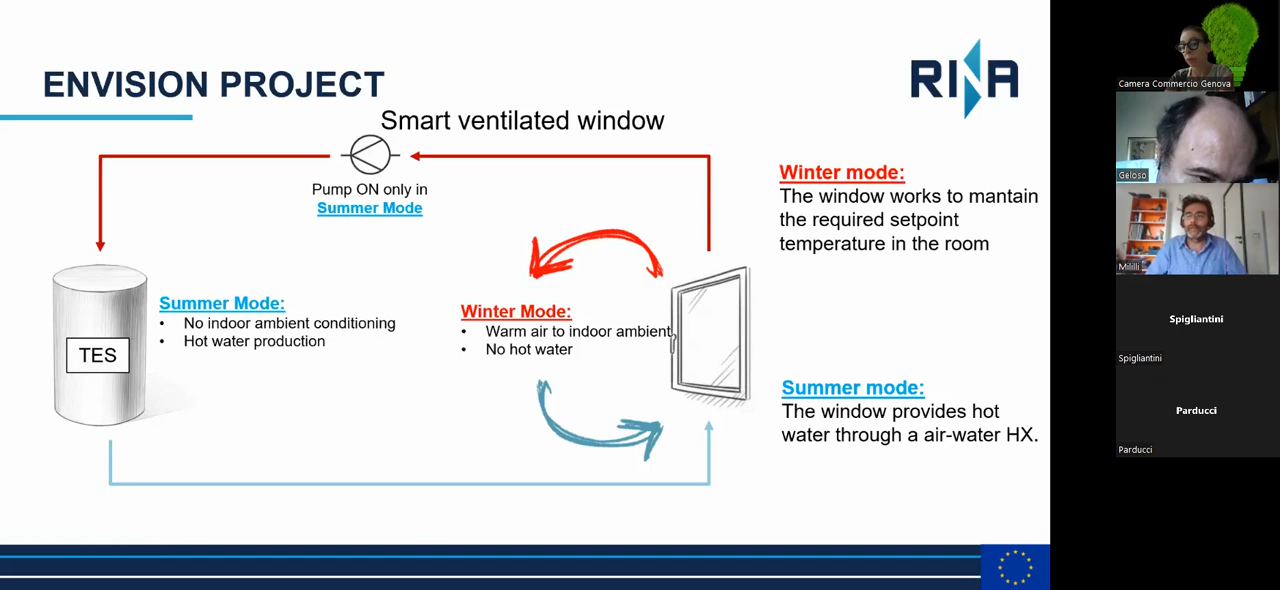 ENVISION PROJECT
RINA
Smart ventilated window
Pump ON only in
Summer Mode
Winter mode:
The window works to mantain
the required setpoint
temperature in the room
TES
Summer Mode:
• No indoor ambient conditioning
• Hot water production
Winter Mode:
• Warm air to indoor ambient
• No hot water
Summer mode:
The window provides hot
water through a air-water HX.
Camera Commercio Genova
Geloso
Mililli
Spigliantini
Spigliantini
Parducci
Parducci